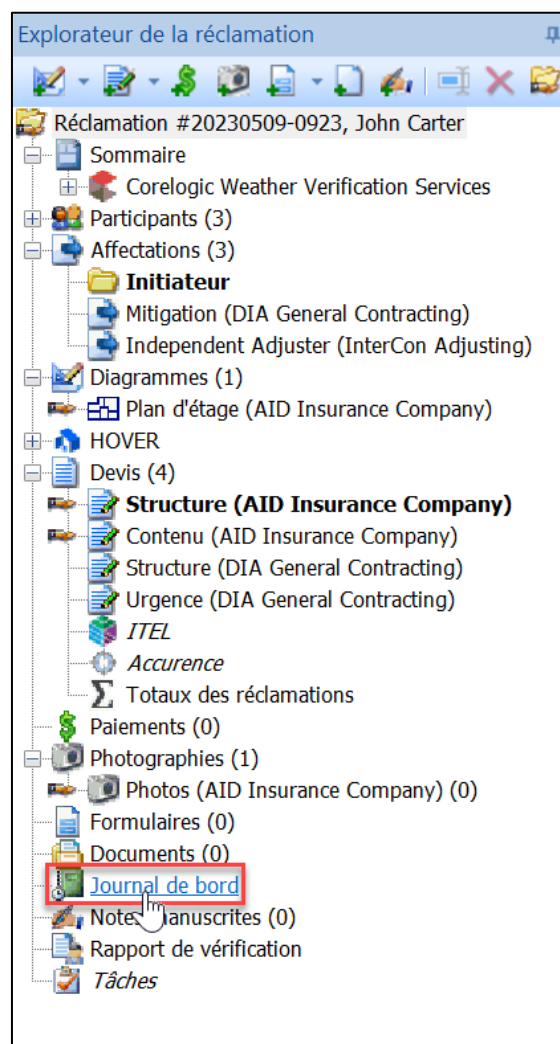 Explorateur de la réclamation
Réclamation #20230509-0923, John Carter
Sommaire
Corelogic Weather Verification Services
Participants (3)
Affectations (3)
Initiateur
Mitigation (DIA General Contracting)
Independent Adjuster (InterCon Adjusting)
Diagrammes (1)
Plan d'étage (AID Insurance Company)
HOVER
Devis (4)
Structure (AID Insurance Company)
Contenu (AID Insurance Company)
Structure (DIA General Contracting)
Urgence (DIA General Contracting)
ITEL
Accurence
Totaux des réclamations
Paiements (0)
Photographies (1)
Photos (AID Insurance Company) (0)
Formulaires (0)
Documents (0)
Journal de bord
Notes manuscrites (0)
Rapport de vérification
Tâches